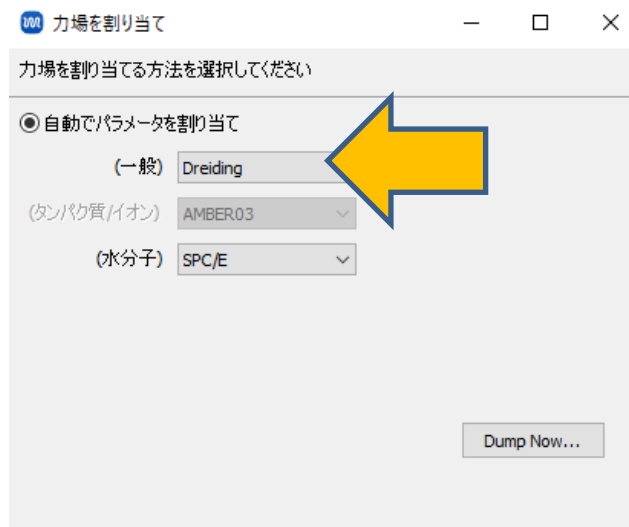 力場を割り当て
力場を割り当てる方法を選択してください
自動でパラメータを割り当て
(一般) Dreiding
(タンパク質/イオン) AMBER03
(水分子) SPC/E
Dump Now...